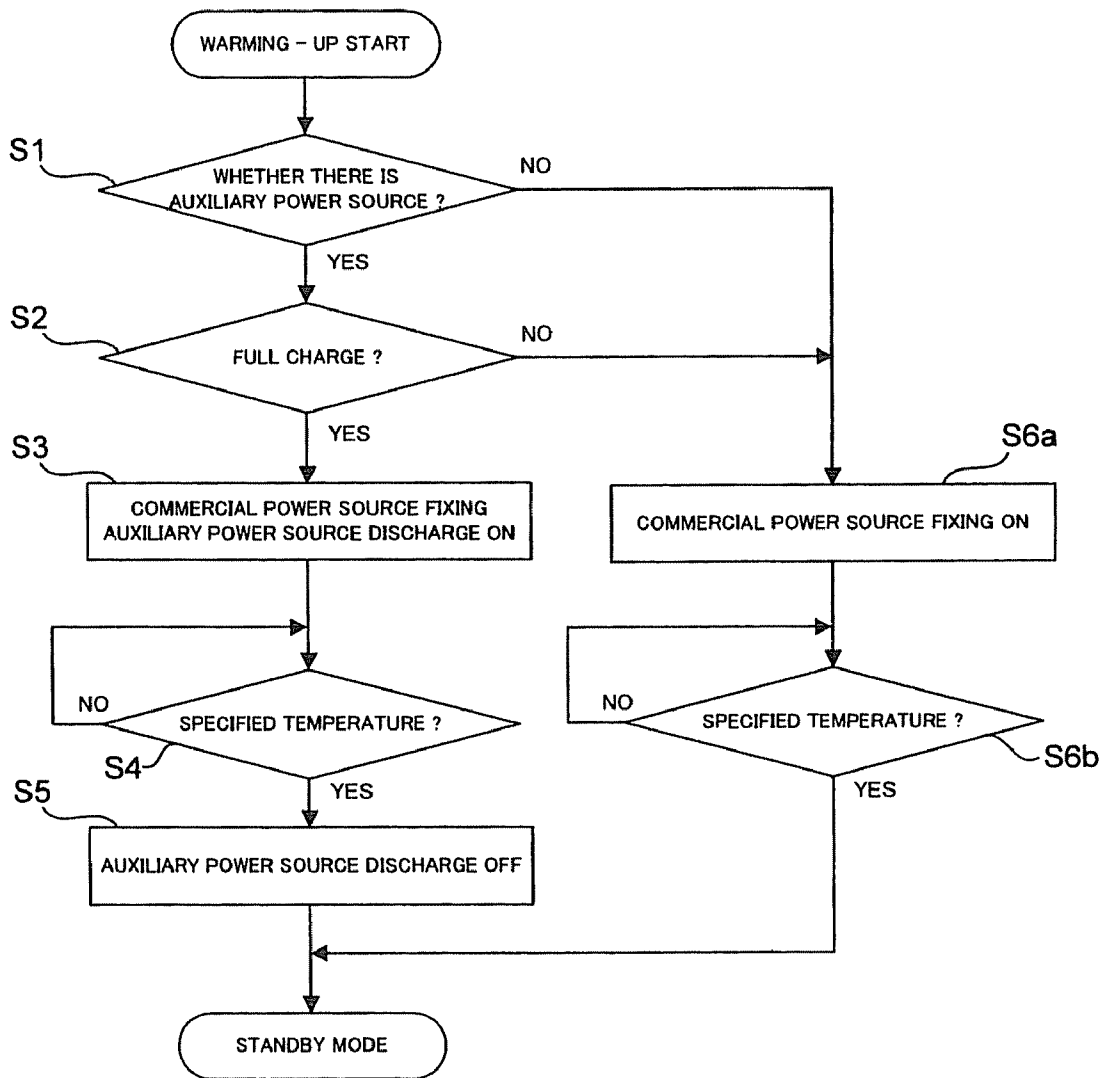 WARMING - UP START
S1
WHETHER THERE IS
AUXILIARY POWER SOURCE ?
NO
YES
S2
FULL CHARGE ?
NO
YES
S3
COMMERCIAL POWER SOURCE FIXING
AUXILIARY POWER SOURCE DISCHARGE ON
S6a
COMMERCIAL POWER SOURCE FIXING ON
NO
SPECIFIED TEMPERATURE ?
S4
YES
NO
SPECIFIED TEMPERATURE ?
S6b
YES
S5
AUXILIARY POWER SOURCE DISCHARGE OFF
STANDBY MODE